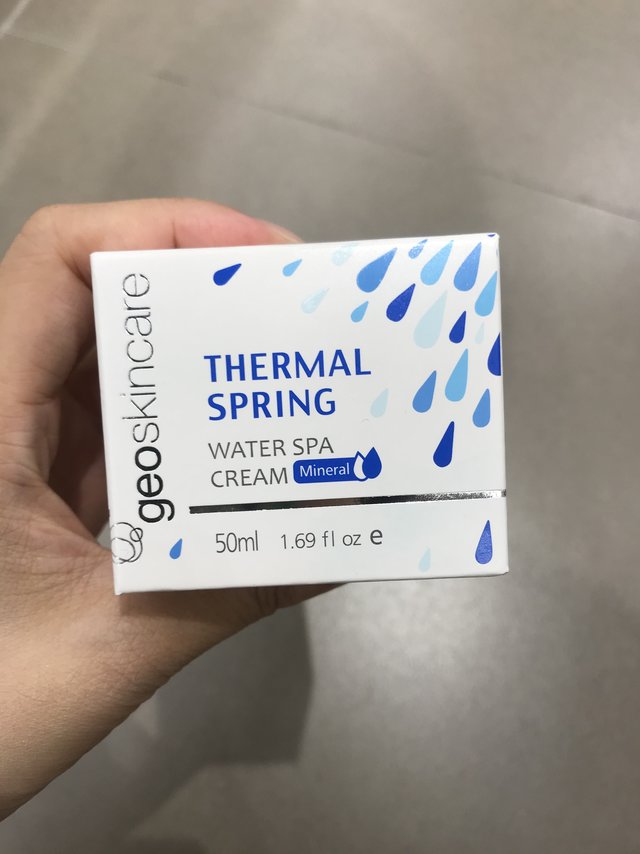 geoskincare
THERMAL
SPRING
WATER SPA
CREAM Mineral
50ml 1.69 fl oz e